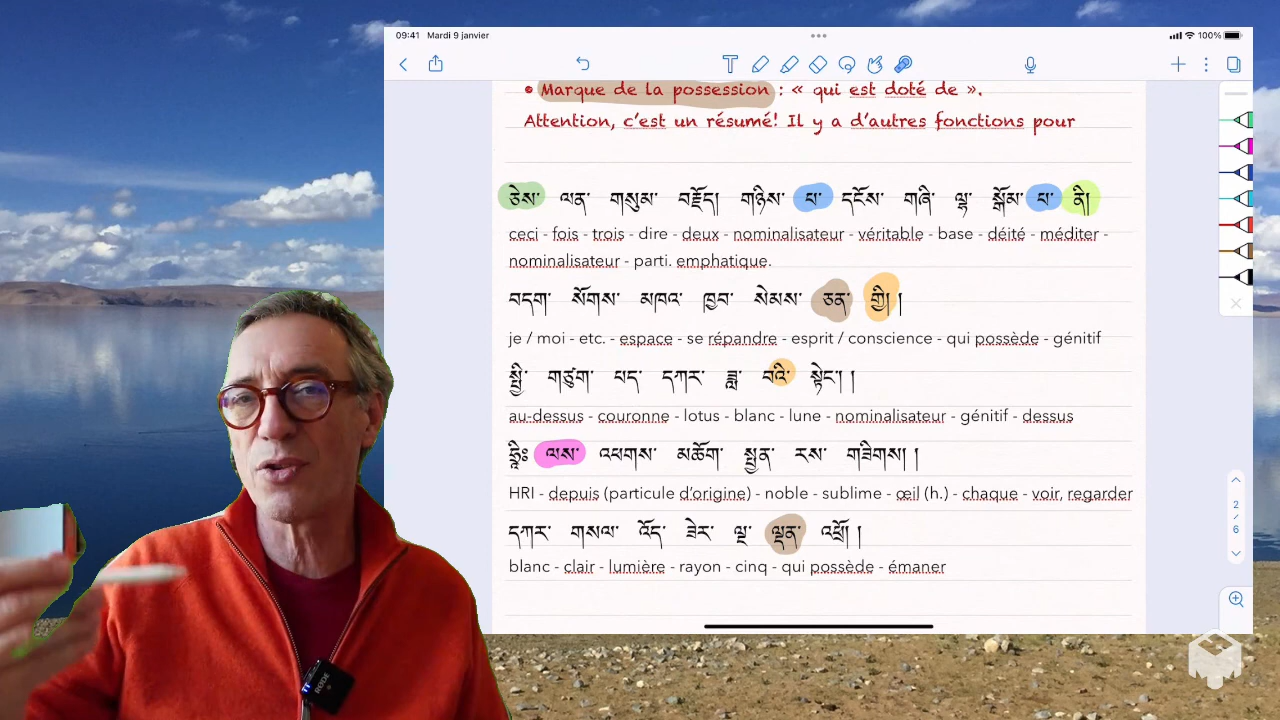 09:41 Mardi 9 janvier
100%
• Marque de la possession : « qui est doté de ».
Attention, c'est un résumé! Il y a d'autres fonctions pour
ཅེས་ ལན་ གསུམ་ བརྗོད། གཉིས་ པ་ དངོས་ གཞི་ ལྷ་ སྒོམ་ པ་ ནི།
ceci - fois - trois - dire - deux - nominalisateur - véritable - base - déité - méditer -
nominalisateur - parti. emphatique.
བདག་ སོགས་ མཁའ་ ཁྱབ་ སེམས་ ཅན་ གྱི། །
je / moi - etc. - espace - se répandre - esprit / conscience - qui possède - génitif
སྤྱི་ གཙུག་ པད་ དཀར་ ཟླ་ བའི་ སྟེང་། །
au-dessus - couronne - lotus - blanc - lune - nominalisateur - génitif - dessus
ཧྲཱིཿ ལས་ འཕགས་ མཆོག་ སྤྱན་ རས་ གཟིགས། །
HRI - depuis (particule d'origine) - noble - sublime - œil (h.) - chaque - voir, regarder
དཀར་ གསལ་ འོད་ ཟེར་ ལྔ་ ལྡན་ འཕྲོ། །
blanc - clair - lumière - rayon - cinq - qui possède - émaner
2
6
RØDE